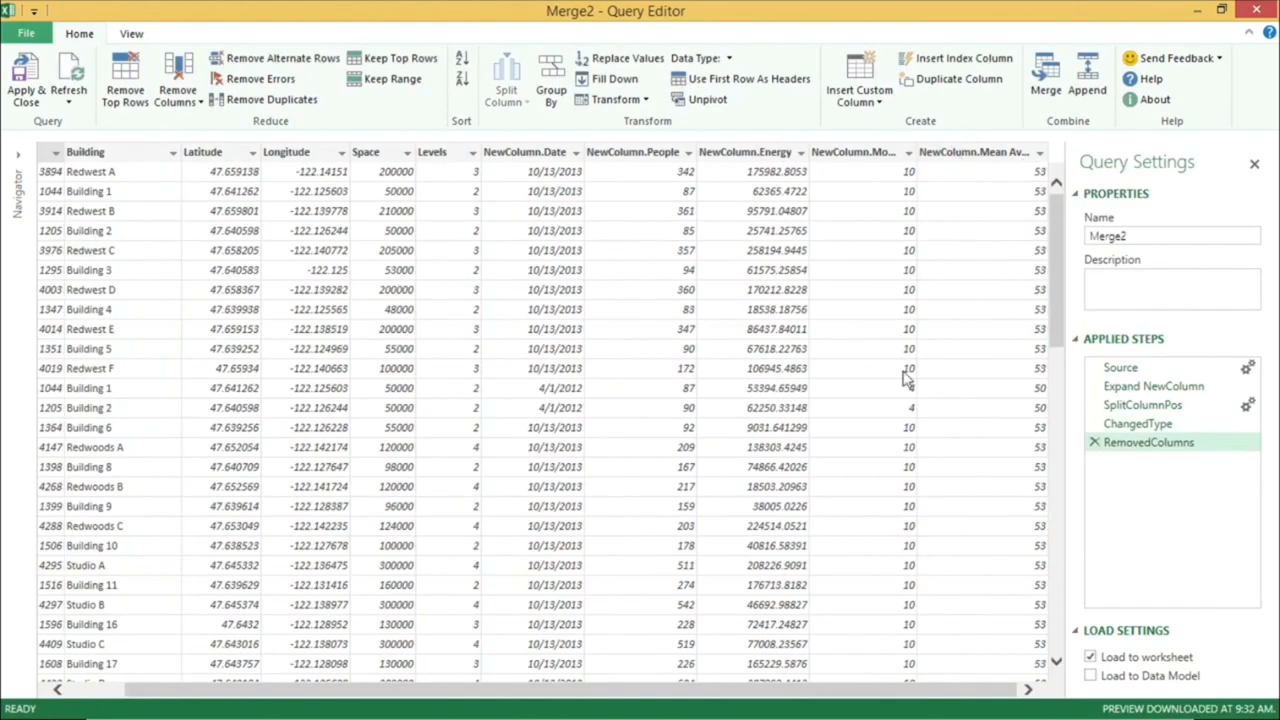 Merge2 - Query Editor
File Home View
Apply & Close
Refresh
Query
Remove Top Rows
Remove Columns
Remove Alternate Rows
Remove Errors
Remove Duplicates
Keep Top Rows
Keep Range
Reduce
Sort
Split Column
Group By
Replace Values
Fill Down
Transform
Data Type:
Use First Row As Headers
Unpivot
Transform
Insert Custom Column
Insert Index Column
Duplicate Column
Create
Merge
Append
Combine
Send Feedback
Help
About
Help
Navigator
Building Latitude Longitude Space Levels NewColumn.Date NewColumn.People NewColumn.Energy NewColumn.Mo... NewColumn.Mean Av...
3894 Redwest A 47.659138 -122.14151 200000 3 10/13/2013 342 175982.8053 10 53
1044 Building 1 47.641262 -122.125603 50000 2 10/13/2013 87 62365.4722 10 53
3914 Redwest B 47.659801 -122.139778 210000 3 10/13/2013 361 95791.04807 10 53
1205 Building 2 47.640598 -122.126244 50000 2 10/13/2013 85 25741.25765 10 53
3976 Redwest C 47.658205 -122.140772 205000 3 10/13/2013 357 258194.9445 10 53
1295 Building 3 47.640583 -122.125 53000 2 10/13/2013 94 61575.25854 10 53
4003 Redwest D 47.658367 -122.139282 200000 3 10/13/2013 360 170212.8228 10 53
1347 Building 4 47.639938 -122.125565 48000 2 10/13/2013 83 18538.18756 10 53
4014 Redwest E 47.659153 -122.138519 200000 3 10/13/2013 347 86437.84011 10 53
1351 Building 5 47.639252 -122.124969 55000 2 10/13/2013 90 67618.22763 10 53
4019 Redwest F 47.65934 -122.140663 100000 3 10/13/2013 172 106945.4863 10 53
1044 Building 1 47.641262 -122.125603 50000 2 4/1/2012 87 53394.65949 50
1205 Building 2 47.640598 -122.126244 50000 2 4/1/2012 90 62250.33148 4 50
1364 Building 6 47.639256 -122.126228 55000 2 10/13/2013 92 9031.641299 10 53
4147 Redwoods A 47.652054 -122.142174 120000 4 10/13/2013 209 138303.4245 10 53
1398 Building 8 47.640709 -122.127647 98000 2 10/13/2013 167 74866.42026 10 53
4268 Redwoods B 47.652569 -122.141724 120000 4 10/13/2013 217 18503.20963 10 53
1399 Building 9 47.639614 -122.128387 96000 2 10/13/2013 159 38005.0226 10 53
4288 Redwoods C 47.653049 -122.142235 124000 4 10/13/2013 203 224514.0521 10 53
1506 Building 10 47.638523 -122.127678 100000 2 10/13/2013 178 40816.58391 10 53
4295 Studio A 47.645332 -122.136475 300000 4 10/13/2013 511 208226.9091 10 53
1516 Building 11 47.639629 -122.131416 160000 2 10/13/2013 274 176713.8182 10 53
4297 Studio B 47.645374 -122.138977 300000 4 10/13/2013 542 46692.98827 10 53
1596 Building 16 47.6432 -122.128952 130000 3 10/13/2013 228 72417.24827 10 53
4409 Studio C 47.643016 -122.138073 300000 4 10/13/2013 519 77008.23567 10 53
1608 Building 17 47.643757 -122.128098 130000 3 10/13/2013 226 165229.5876 10 53
Query Settings
PROPERTIES
Name
Merge2
Description
APPLIED STEPS
Source
Expand NewColumn
SplitColumnPos
ChangedType
RemovedColumns
LOAD SETTINGS
Load to worksheet
Load to Data Model
READY
PREVIEW DOWNLOADED AT 9:32 AM.